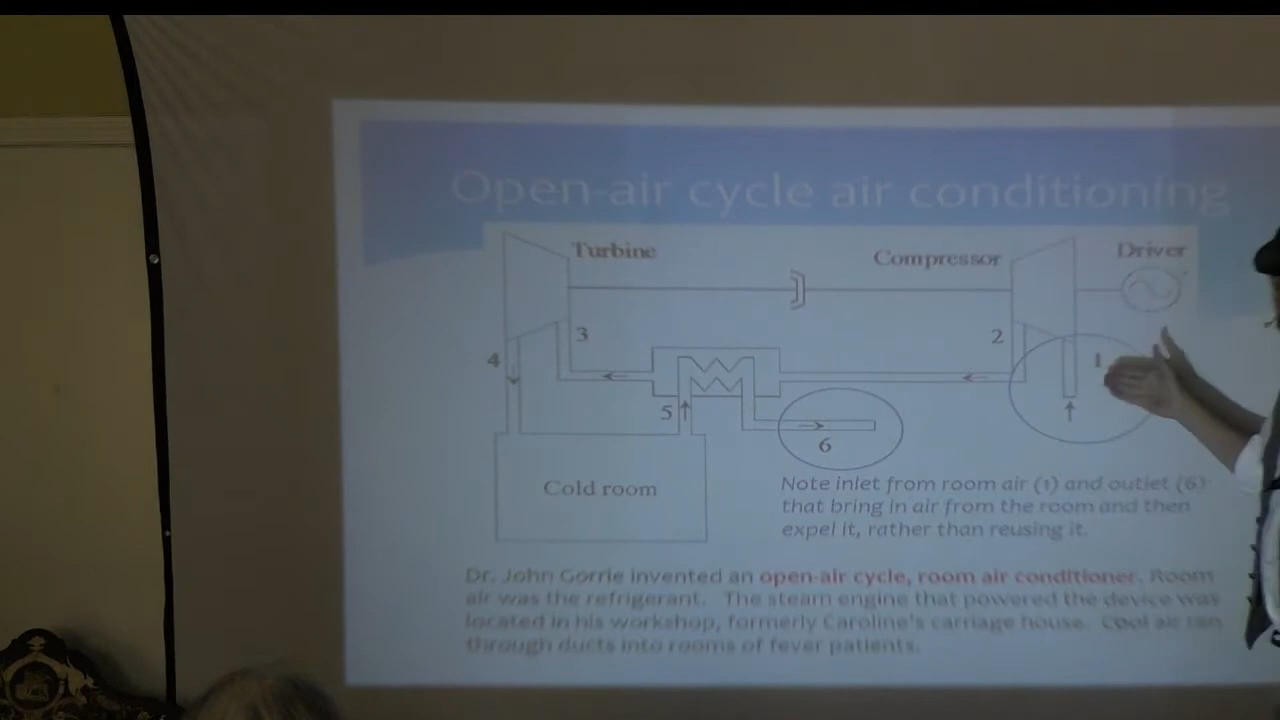 Open-air cycle air conditioning
Turbine
Compressor
Driver
3
2
4
1
5
6
Cold room
Note inlet from room air (1) and outlet (6)
that bring in air from the room and then
expel it, rather than reusing it.
Dr. John Gorrie invented an open-air cycle, room air conditioner. Room
air was the refrigerant. The steam engine that powered the device was
located in his workshop, formerly Caroline's carriage house. Cool air ran
through ducts into rooms of fever patients.